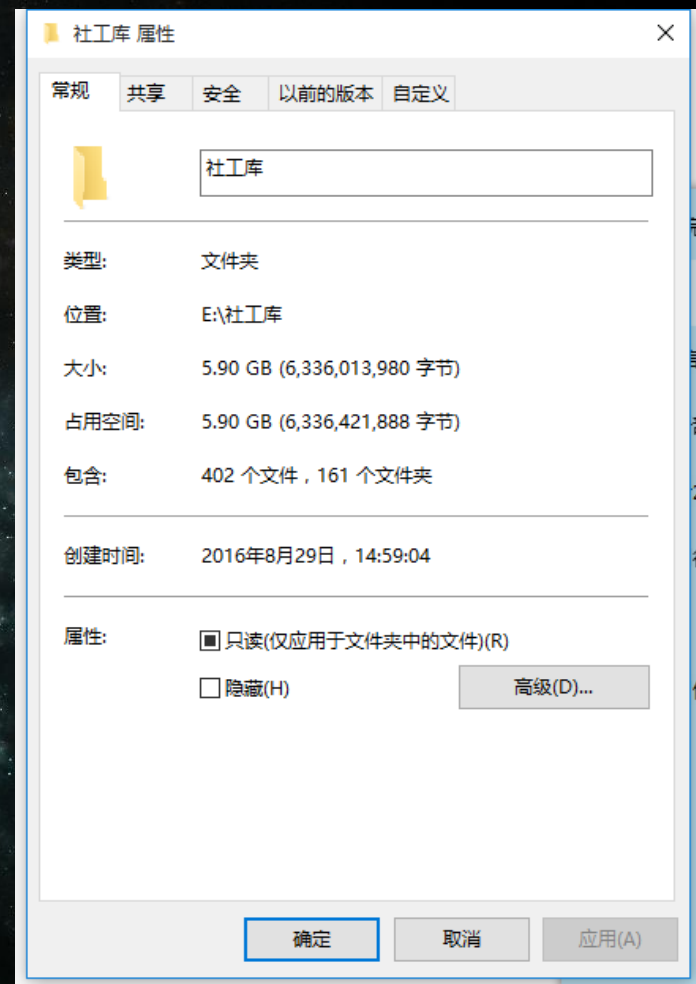 社工库 属性
常规 共享 安全 以前的版本 自定义
社工库
类型: 文件夹
位置: E:\社工库
大小: 5.90 GB (6,336,013,980 字节)
占用空间: 5.90 GB (6,336,421,888 字节)
包含: 402 个文件，161 个文件夹
创建时间: 2016年8月29日，14:59:04
属性: 只读(仅应用于文件夹中的文件)(R)
隐藏(H) 高级(D)...
确定 取消 应用(A)